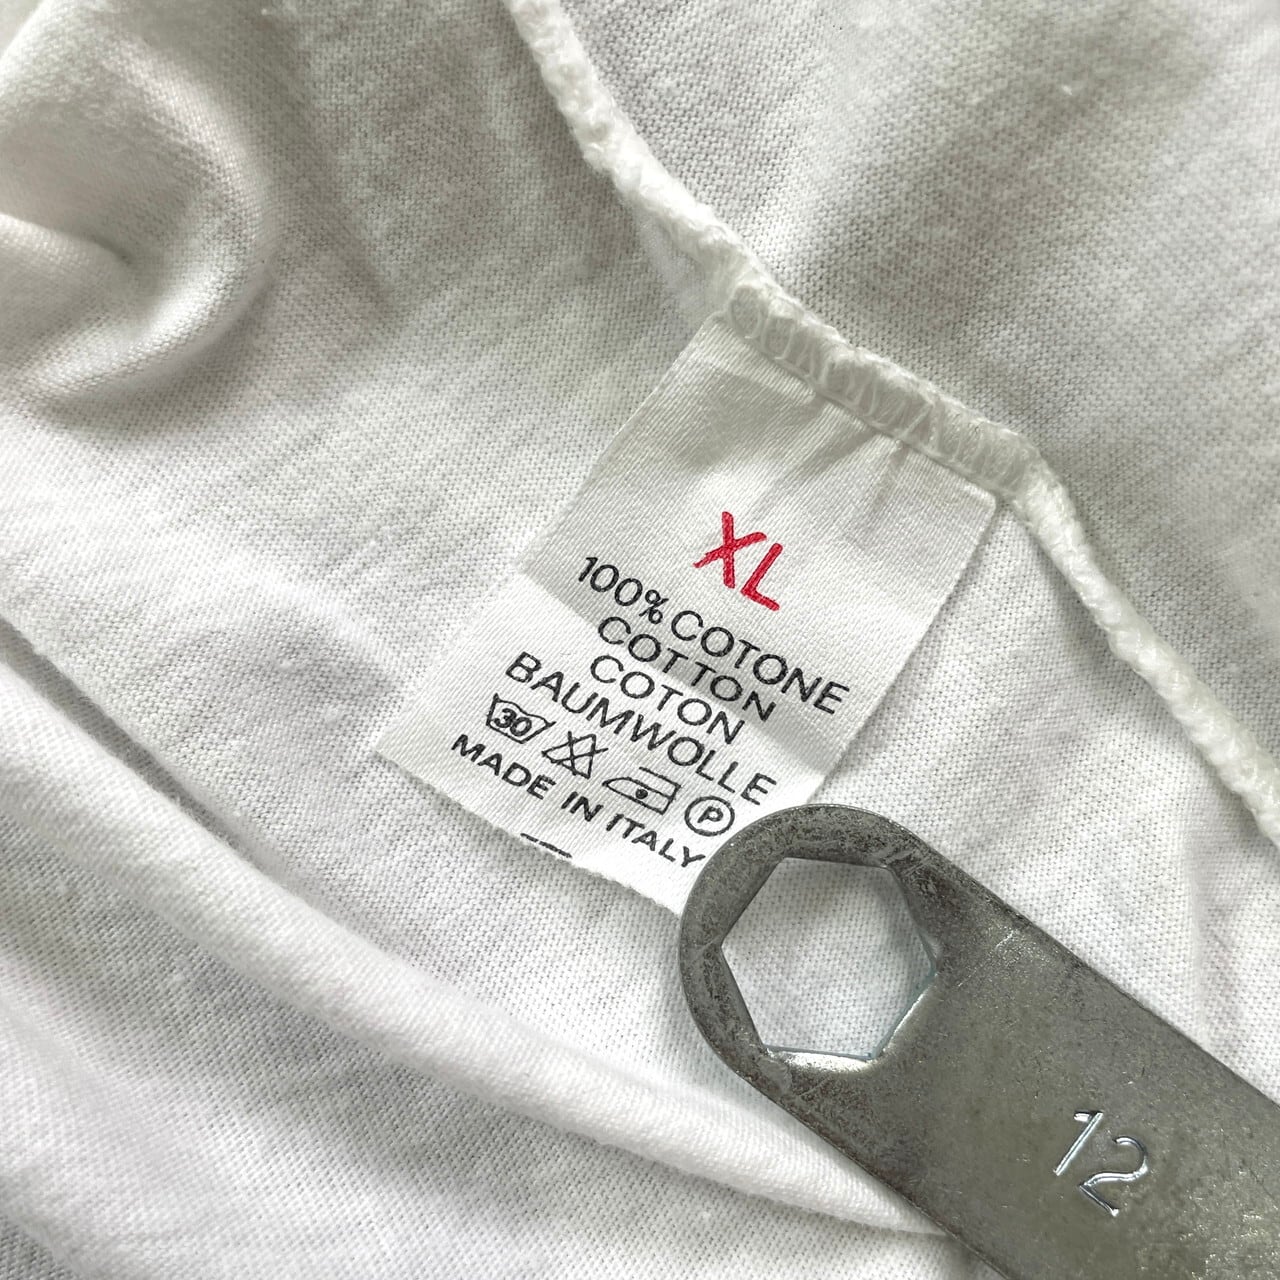 XL
100% COTONE
COTTON
COTON
BAUMWOLLE
30 P
MADE IN ITALY
12